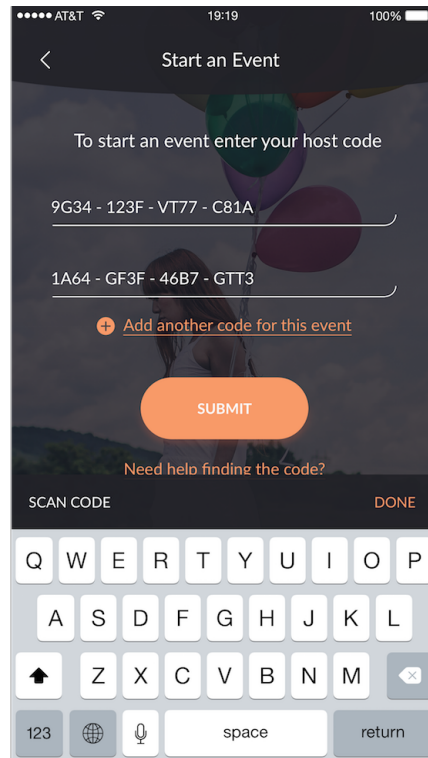 AT&T 19:19 100%
Start an Event
To start an event enter your host code
9G34 - 123F - VT77 - C81A
1A64 - GF3F - 46B7 - GTT3
+ Add another code for this event
SUBMIT
Need help finding the code?
SCAN CODE DONE
Q W E R T Y U I O P
A S D F G H J K L
Z X C V B N M
123 space return